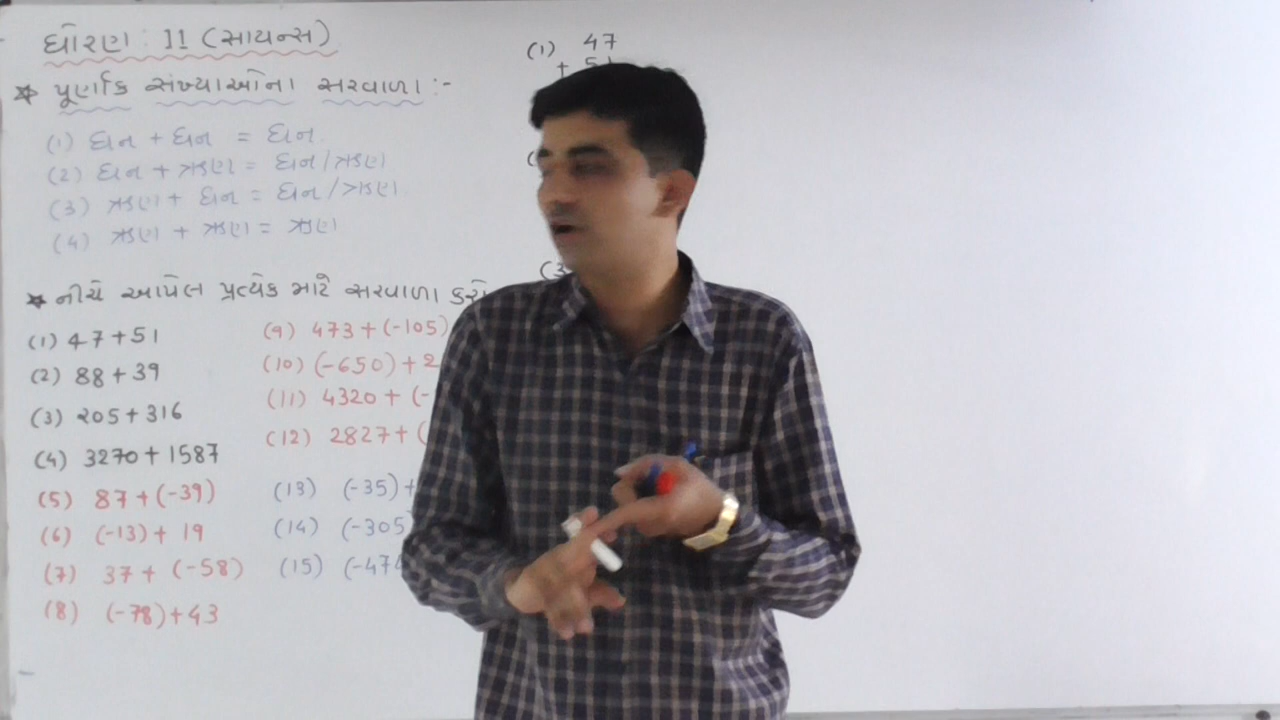 ધોરણ : 11 (સાયન્સ)
* પૂર્ણાંક સંખ્યાઓના સરવાળા :-
(1) ધન + ધન = ધન
(2) ધન + ઋણ = ધન/ઋણ
(3) ઋણ + ધન = ધન/ઋણ
(4) ઋણ + ઋણ = ઋણ
* નીચે આપેલ પ્રત્યેક માટે સરવાળા કરો
(1) 47+51
(2) 88+39
(3) 205+316
(4) 3270+1587
(5) 87+(-39)
(6) (-13)+ 19
(7) 37+ (-58)
(8) (-78)+43
(9) 473+(-105)
(10) (-650)+2
(11) 4320 + (-
(12) 2827+ (
(13) (-35)+
(14) (-305)
(15) (-474
(1) 47
+ 51
(3